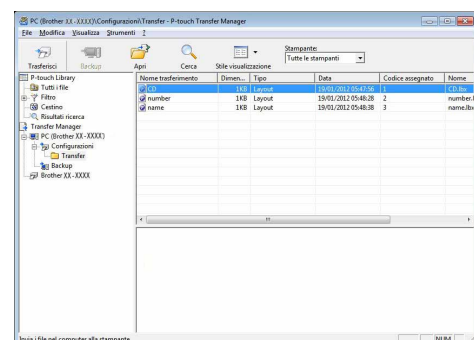 PC (Brother XX-XXXX)\Configurazioni\Transfer - P-touch Transfer Manager
File Modifica Visualizza Strumenti ?
Trasferisci Backup Apri Cerca Stile visualizzazione
Stampante:
Tutte le stampanti
P-touch Library
Tutti i file
Filtro
Cestino
Risultati ricerca
Transfer Manager
PC (Brother XX-XXXX)
Configurazioni
Transfer
Backup
Brother XX-XXXX
Nome trasferimento Dimen... Tipo Data Codice assegnato Nome
CD 1KB Layout 19/01/2012 05:47:56 1 CD.lbx
number 1KB Layout 19/01/2012 05:48:28 2 number.l
name 1KB Layout 19/01/2012 05:48:38 3 name.lbx
Invia i file nel computer alla stampante. NUM